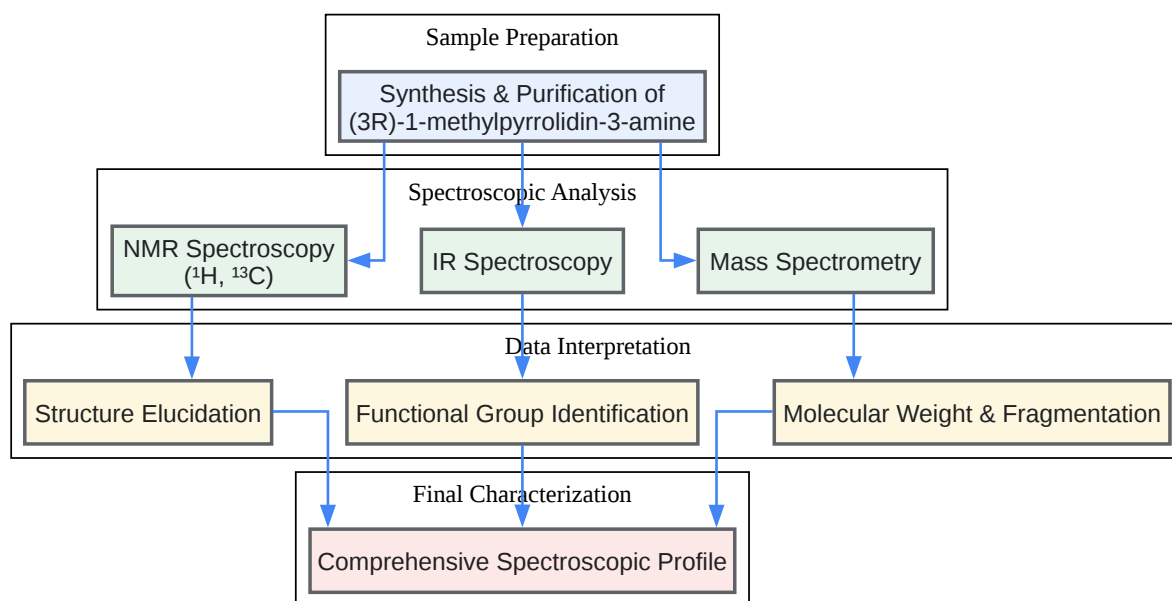 Sample Preparation
Synthesis & Purification of
(3R)-1-methylpyrrolidin-3-amine
Spectroscopic Analysis
NMR Spectroscopy
(¹H, ¹³C)
IR Spectroscopy
Mass Spectrometry
Data Interpretation
Structure Elucidation
Functional Group Identification
Molecular Weight & Fragmentation
Final Characterization
Comprehensive Spectroscopic Profile